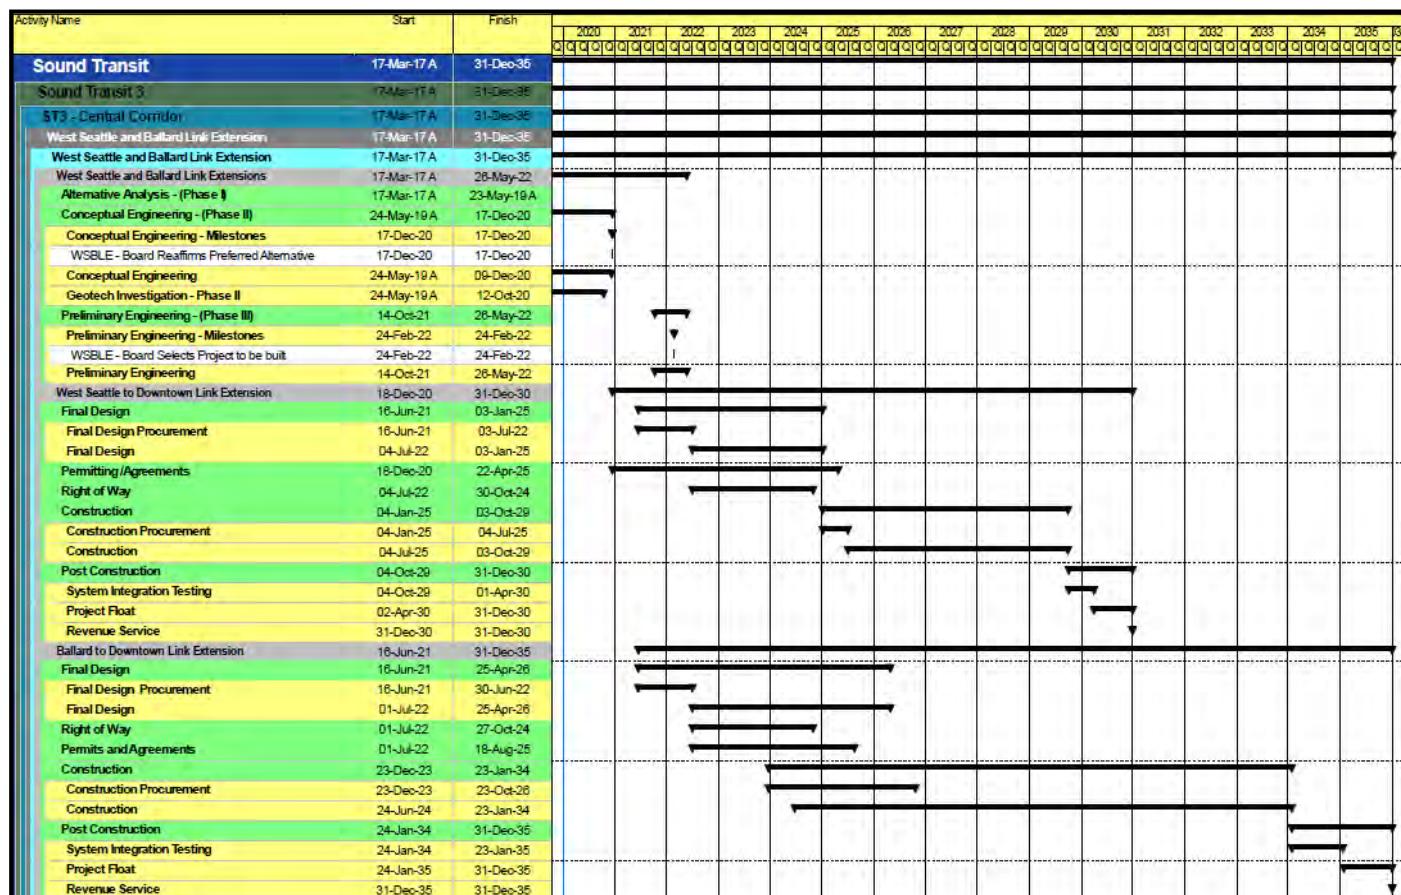 Activity Name Start Finish
2020 2021 2022 2023 2024 2025 2026 2027 2028 2029 2030 2031 2032 2033 2034 2035
Q Q Q Q Q Q Q Q Q Q Q Q Q Q Q Q Q Q Q Q Q Q Q Q Q Q Q Q Q Q Q Q Q Q Q Q Q Q Q Q Q Q Q Q Q Q Q Q Q Q Q Q Q Q Q Q Q Q Q Q Q Q Q Q Q Q
Sound Transit 17-Mar-17 A 31-Dec-35
Sound Transit 3 17-Mar-17 A 31-Dec-35
ST3 - Central Corridor 17-Mar-17 A 31-Dec-35
West Seattle and Ballard Link Extension 17-Mar-17 A 31-Dec-35
West Seattle and Ballard Link Extension 17-Mar-17 A 31-Dec-35
West Seattle and Ballard Link Extensions 17-Mar-17 A 26-May-22
Alternative Analysis - (Phase I) 17-Mar-17 A 23-May-19 A
Conceptual Engineering - (Phase II) 24-May-19 A 17-Dec-20
Conceptual Engineering - Milestones 17-Dec-20 17-Dec-20
WSBLE - Board Reaffirms Preferred Alternative 17-Dec-20 17-Dec-20
Conceptual Engineering 24-May-19 A 09-Dec-20
Geotech Investigation - Phase II 24-May-19 A 12-Oct-20
Preliminary Engineering - (Phase III) 14-Oct-21 26-May-22
Preliminary Engineering - Milestones 24-Feb-22 24-Feb-22
WSBLE - Board Selects Project to be built 24-Feb-22 24-Feb-22
Preliminary Engineering 14-Oct-21 26-May-22
West Seattle to Downtown Link Extension 18-Dec-20 31-Dec-30
Final Design 16-Jun-21 03-Jan-25
Final Design Procurement 16-Jun-21 03-Jul-22
Final Design 04-Jul-22 03-Jan-25
Permitting /Agreements 18-Dec-20 22-Apr-25
Right of Way 04-Jul-22 30-Oct-24
Construction 04-Jan-25 03-Oct-29
Construction Procurement 04-Jan-25 04-Jul-25
Construction 04-Jul-25 03-Oct-29
Post Construction 04-Oct-29 31-Dec-30
System Integration Testing 04-Oct-29 01-Apr-30
Project Float 02-Apr-30 31-Dec-30
Revenue Service 31-Dec-30 31-Dec-30
Ballard to Downtown Link Extension 16-Jun-21 31-Dec-35
Final Design 16-Jun-21 25-Apr-26
Final Design Procurement 16-Jun-21 30-Jun-22
Final Design 01-Jul-22 25-Apr-26
Right of Way 01-Jul-22 27-Oct-24
Permits and Agreements 01-Jul-22 18-Aug-25
Construction 23-Dec-23 23-Jan-34
Construction Procurement 23-Dec-23 23-Oct-26
Construction 24-Jun-24 23-Jan-34
Post Construction 24-Jan-34 31-Dec-35
System Integration Testing 24-Jan-34 23-Jan-35
Project Float 24-Jan-35 31-Dec-35
Revenue Service 31-Dec-35 31-Dec-35